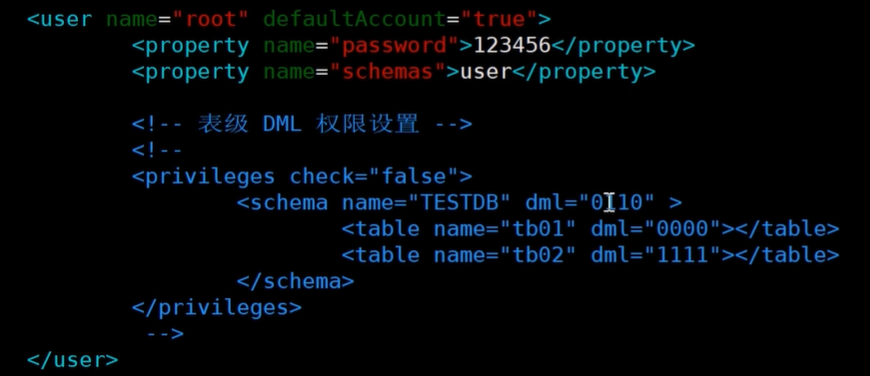 <user name="root" defaultAccount="true">
<property name="password">123456</property>
<property name="schemas">user</property>
<!-- 表级 DML 权限设置 -->
<!--
<privileges check="false">
<schema name="TESTDB" dml="0110" >
<table name="tb01" dml="0000"></table>
<table name="tb02" dml="1111"></table>
</schema>
</privileges>
-->
</user>